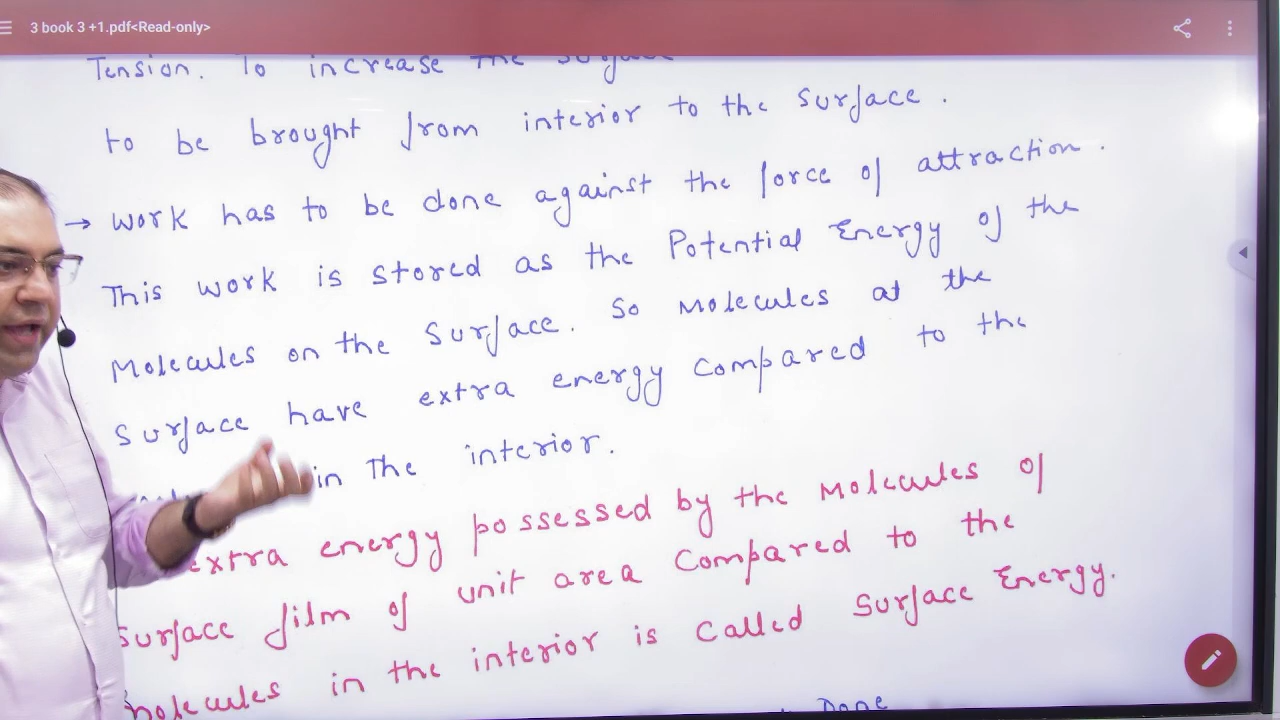 3 book 3 +1.pdf<Read-only>
Tension. To increase the surface
to be brought from interior to the surface.
→ work has to be done against the force of attraction.
This work is stored as the Potential Energy of the
Molecules on the surface. So Molecules at the
surface have extra energy compared to the
in the interior.
extra energy possessed by the Molecules of
surface film of unit area compared to the
molecules in the interior is called surface Energy.
Done